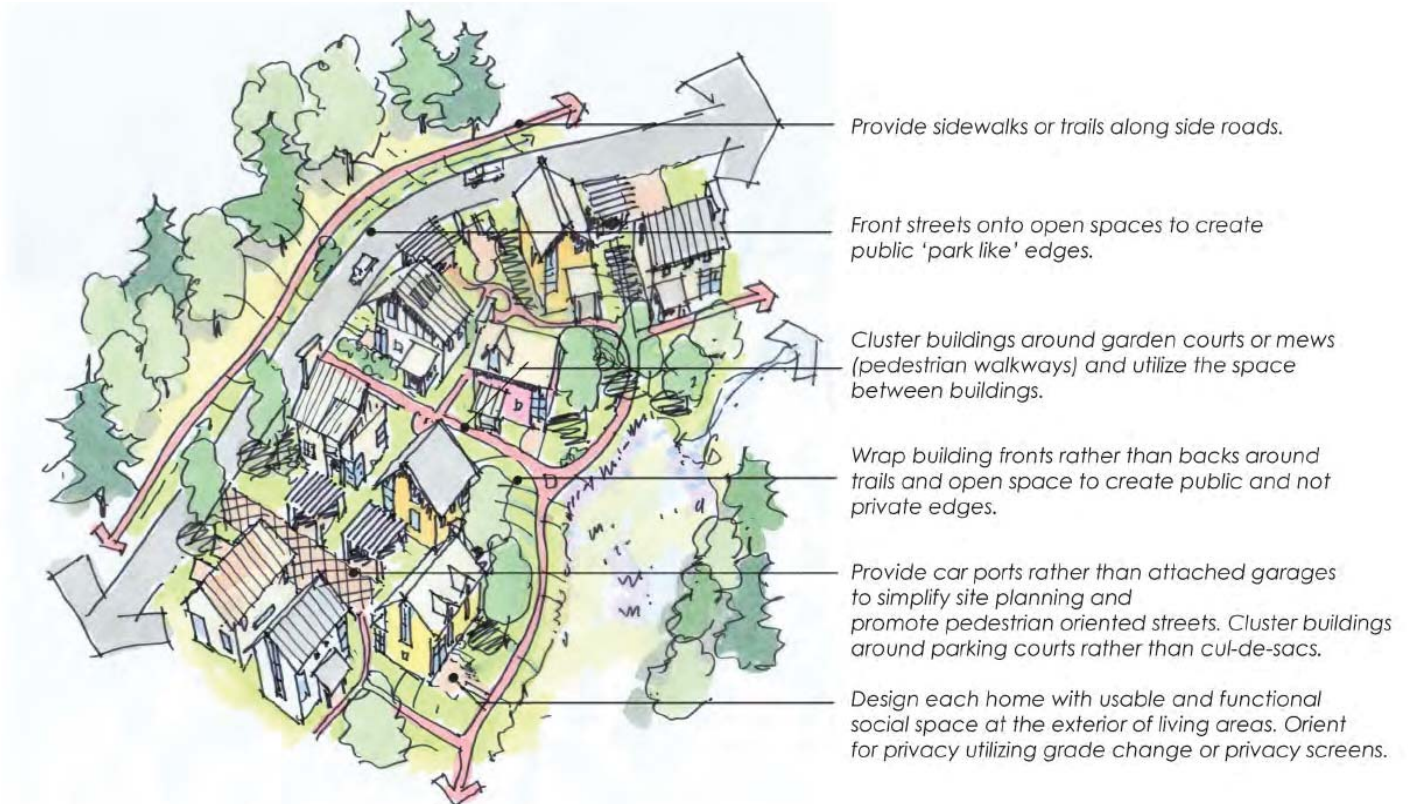 Provide sidewalks or trails along side roads.
Front streets onto open spaces to create
public ‘park like’ edges.
Cluster buildings around garden courts or mews
(pedestrian walkways) and utilize the space
between buildings.
Wrap building fronts rather than backs around
trails and open space to create public and not
private edges.
Provide car ports rather than attached garages
to simplify site planning and
promote pedestrian oriented streets. Cluster buildings
around parking courts rather than cul-de-sacs.
Design each home with usable and functional
social space at the exterior of living areas. Orient
for privacy utilizing grade change or privacy screens.